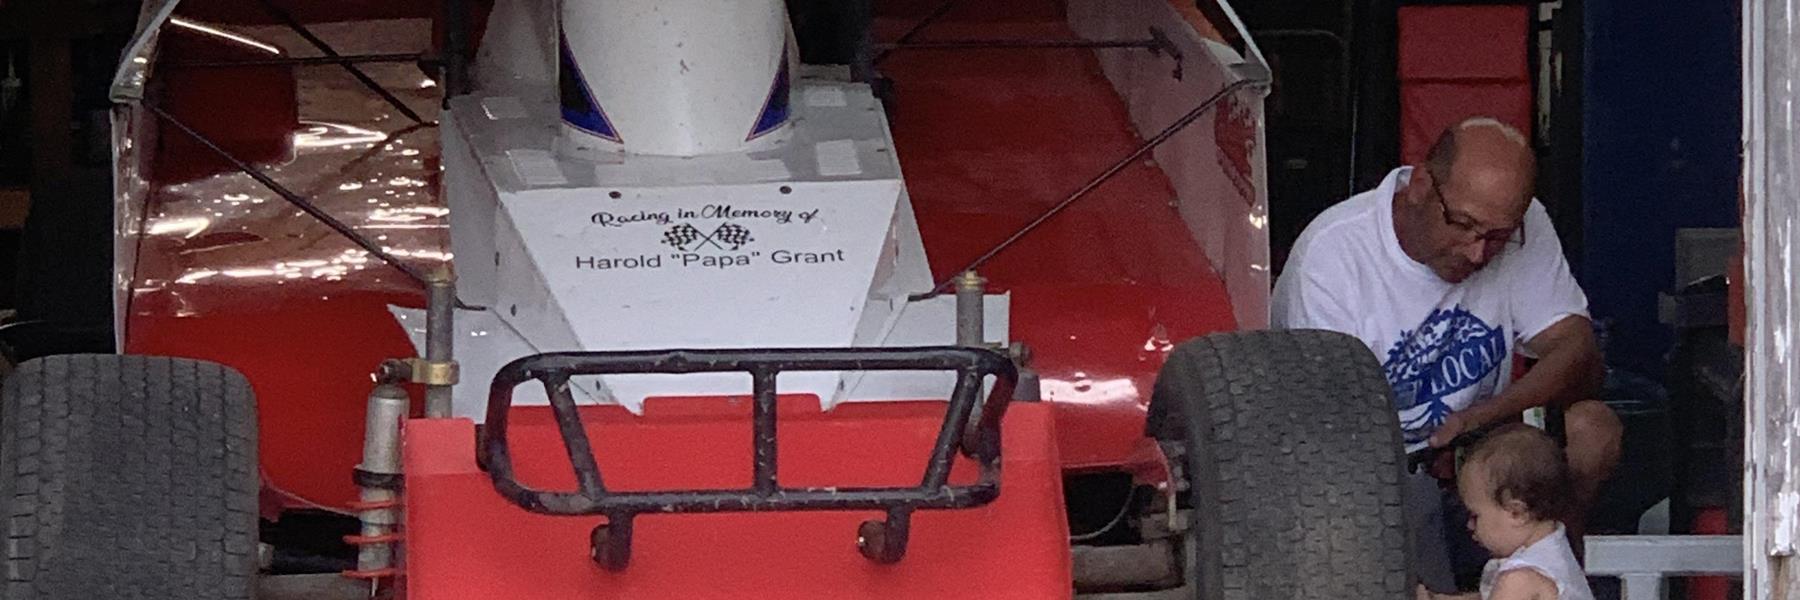 Racing in Memory of
Harold "Papa" Grant
LOCAL